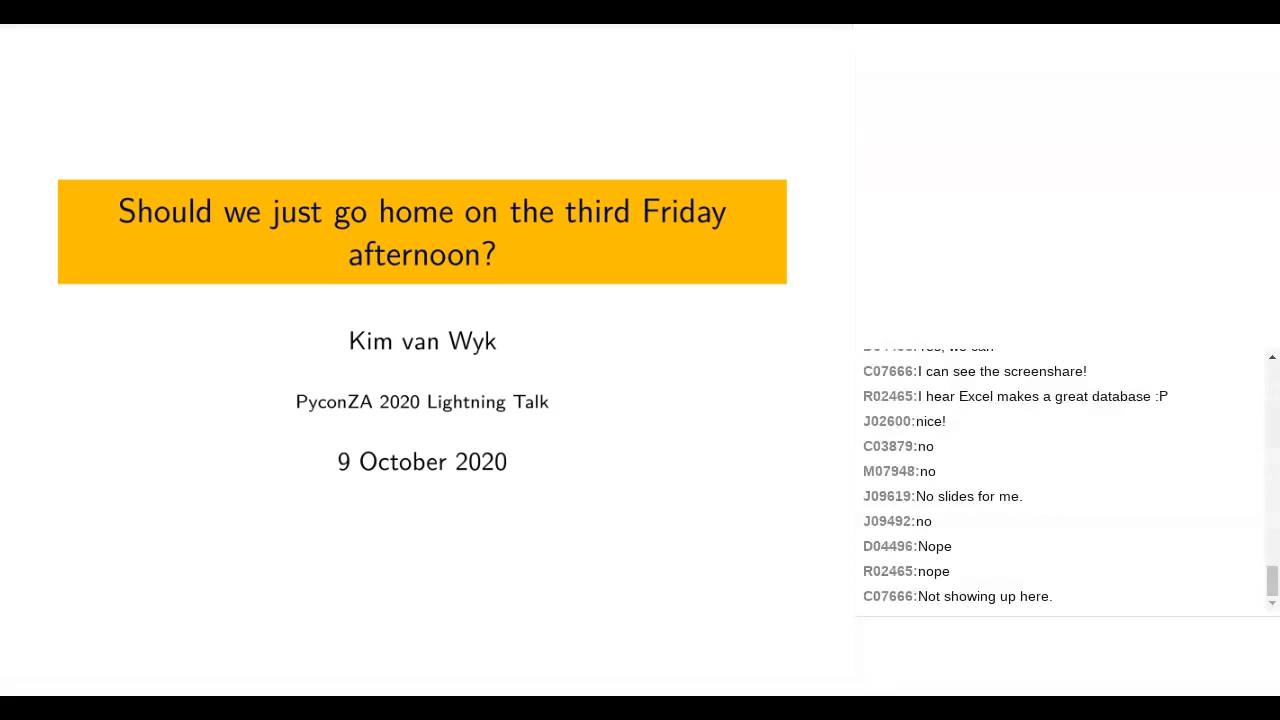 Should we just go home on the third Friday
afternoon?
Kim van Wyk
PyconZA 2020 Lightning Talk
9 October 2020
C07666:I can see the screenshare!
R02465:I hear Excel makes a great database :P
J02600:nice!
C03879:no
M07948:no
J09619:No slides for me.
J09492:no
D04496:Nope
R02465:nope
C07666:Not showing up here.